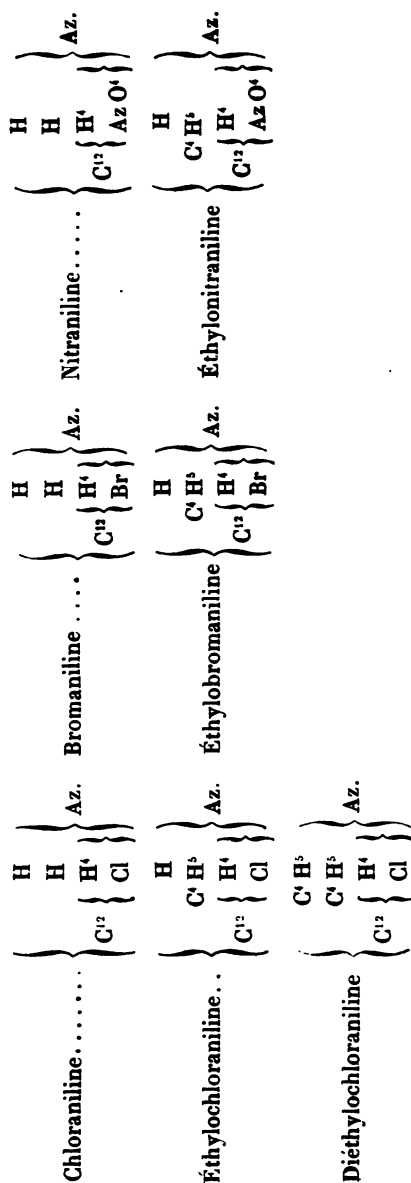 H
H
Chloraniline........ { C¹² { H⁴ } } Az.
Cl
H
H
Bromaniline .... { C¹² { H⁴ } } Az.
Br
H
H
Nitraniline..... { C¹² { H⁴ } } Az.
Az O⁴
H
C⁴ H⁵
Éthylochloraniline.. { C¹² { H⁴ } } Az.
Cl
H
C⁴ H⁵
Éthylobromaniline { C¹² { H⁴ } } Az.
Br
H
C⁴ H⁵
Éthylonitraniline { C¹² { H⁴ } } Az.
Az O⁴
C⁴ H⁵
C⁴ H⁵
Diéthylochloraniline { C¹² { H⁴ } } Az.
Cl